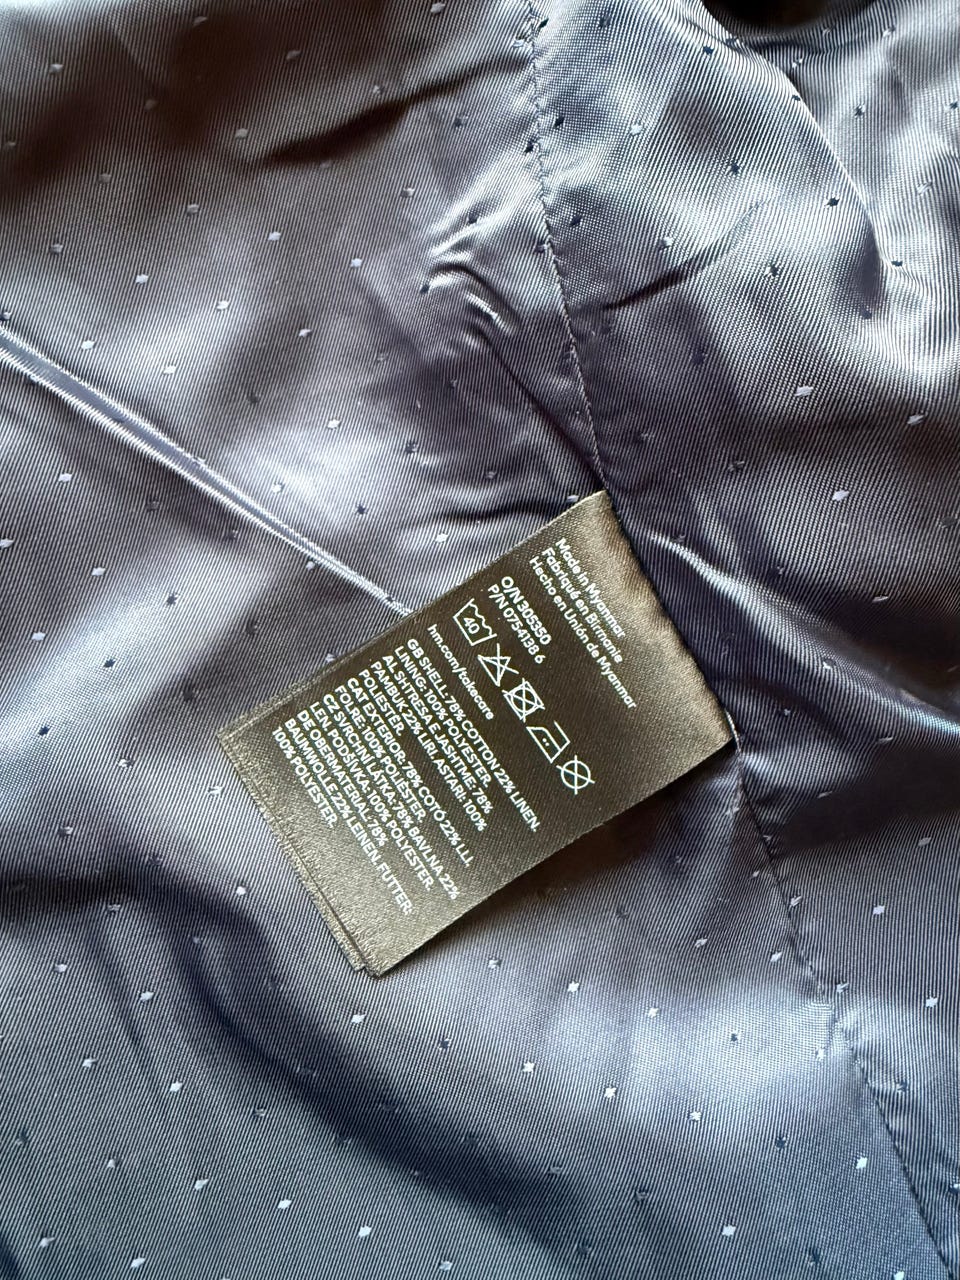 Made in Myanmar
Fabriqué en Birmanie
Hecho en Unión de Myanmar
O/N 305350
P/N 0754138 6
40
hm.com/takecare
GB SHELL: 78% COTTON 22% LINEN.
LINING: 100% POLYESTER.
AL SHTRESA E JASHTME: 78%
PAMBUK 22% LIRI. ASTARI: 100%
POLIESTER.
CAT EXTERIOR: 78% COTÓ 22% LLI.
FOLRE: 100% POLIÈSTER.
CZ SVRCHNÍ LÁTKA: 78% BAVLNA 22%
LEN. PODŠÍVKA: 100% POLYESTER.
DE OBERMATERIAL: 78%
BAUMWOLLE 22% LEINEN. FUTTER:
100% POLYESTER.